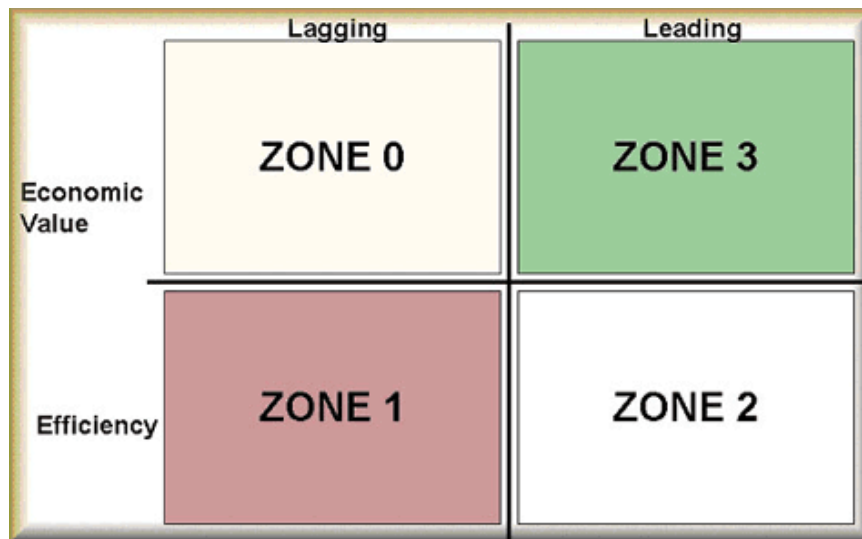 Lagging
Leading
ZONE 0
ZONE 3
Economic
Value
ZONE 1
ZONE 2
Efficiency